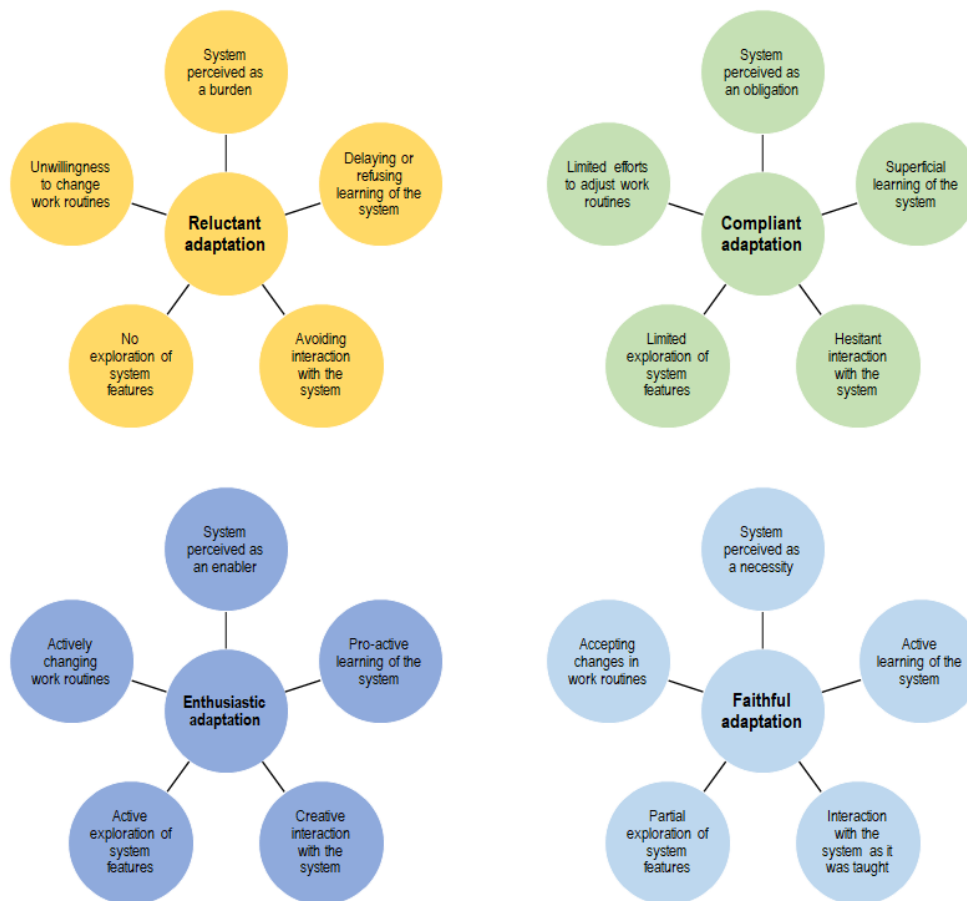 System
perceived as
a burden
Unwillingness
to change
work routines
Delaying or
refusing
learning of the
system
Reluctant
adaptation
No
exploration of
system
features
Avoiding
interaction
with the
system
System
perceived as
an obligation
Limited efforts
to adjust work
routines
Superficial
learning of the
system
Compliant
adaptation
Limited
exploration of
system
features
Hesitant
interaction
with the
system
System
perceived as
an enabler
Actively
changing
work routines
Pro-active
learning of the
system
Enthusiastic
adaptation
Active
exploration of
system
features
Creative
interaction
with the
system
System
perceived as
a necessity
Accepting
changes in
work routines
Active
learning of the
system
Faithful
adaptation
Partial
exploration of
system
features
Interaction
with the
system as it
was taught